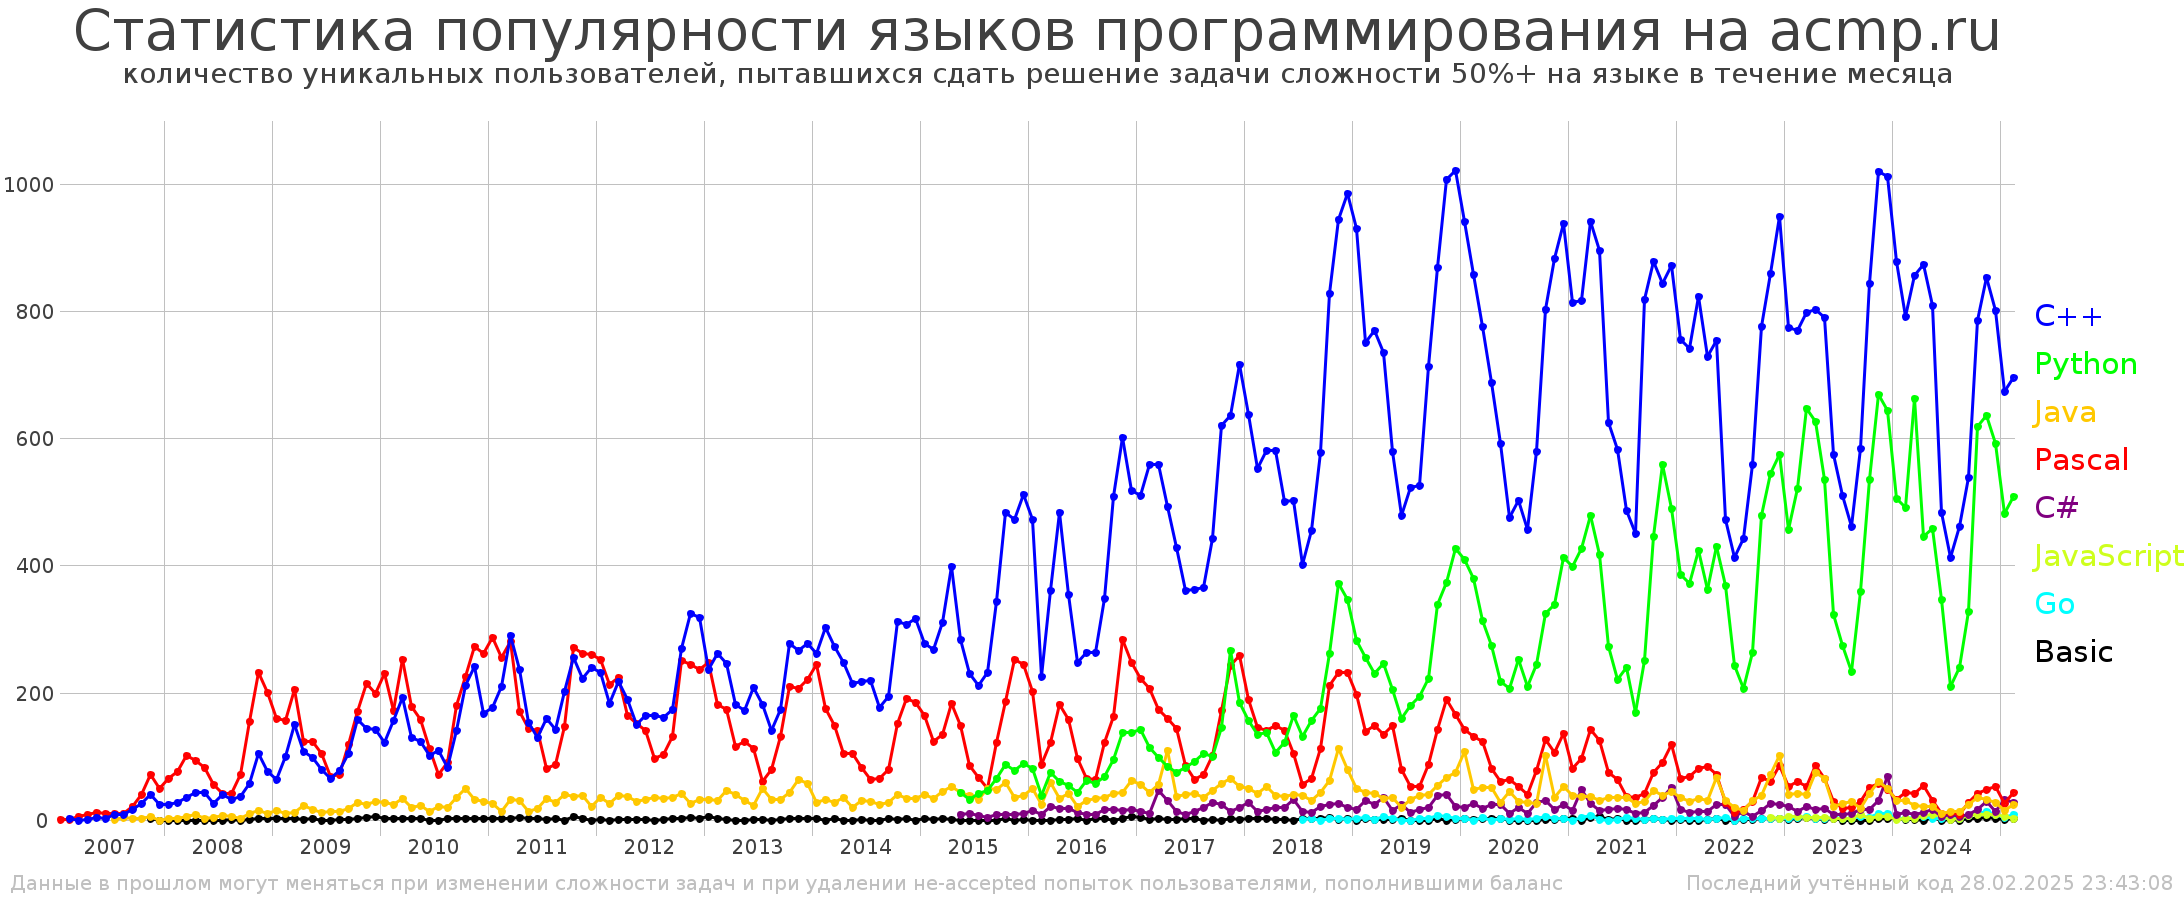 Статистика популярности языков программирования на acmp.ru
количество уникальных пользователей, пытавшихся сдать решение задачи сложности 50%+ на языке в течение месяца
1000
800
600
400
200
0
C++
Python
Java
Pascal
C#
JavaScript
Go
Basic
2007 2008 2009 2010 2011 2012 2013 2014 2015 2016 2017 2018 2019 2020 2021 2022 2023 2024
Данные в прошлом могут меняться при изменении сложности задач и при удалении не-accepted попыток пользователями, пополнившими баланс
Последний учтённый код 28.02.2025 23:43:08